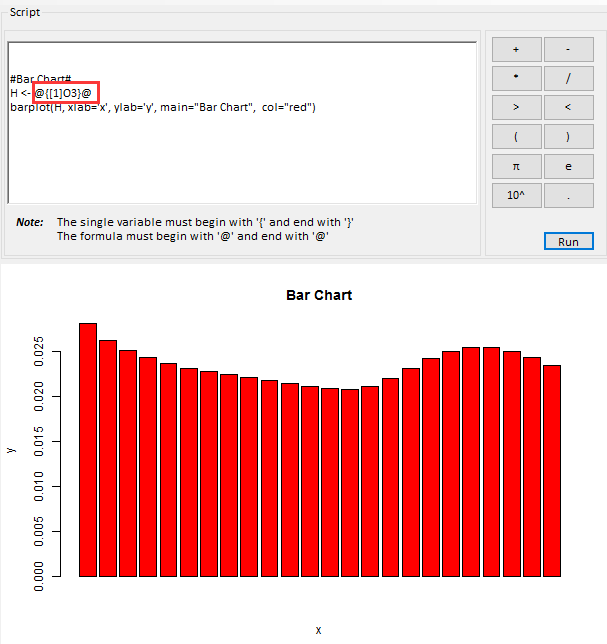 Script
#Bar Chart#
H <- @{[1]O3}@
barplot(H, xlab='x', ylab='y', main="Bar Chart",  col="red")
+ -
* /
> <
( )
π e
10^ .
Note: The single variable must begin with '{' and end with '}'
The formula must begin with '@' and end with '@'
Run
Bar Chart
0.025
0.020
0.015
0.010
0.005
0.000
y
x